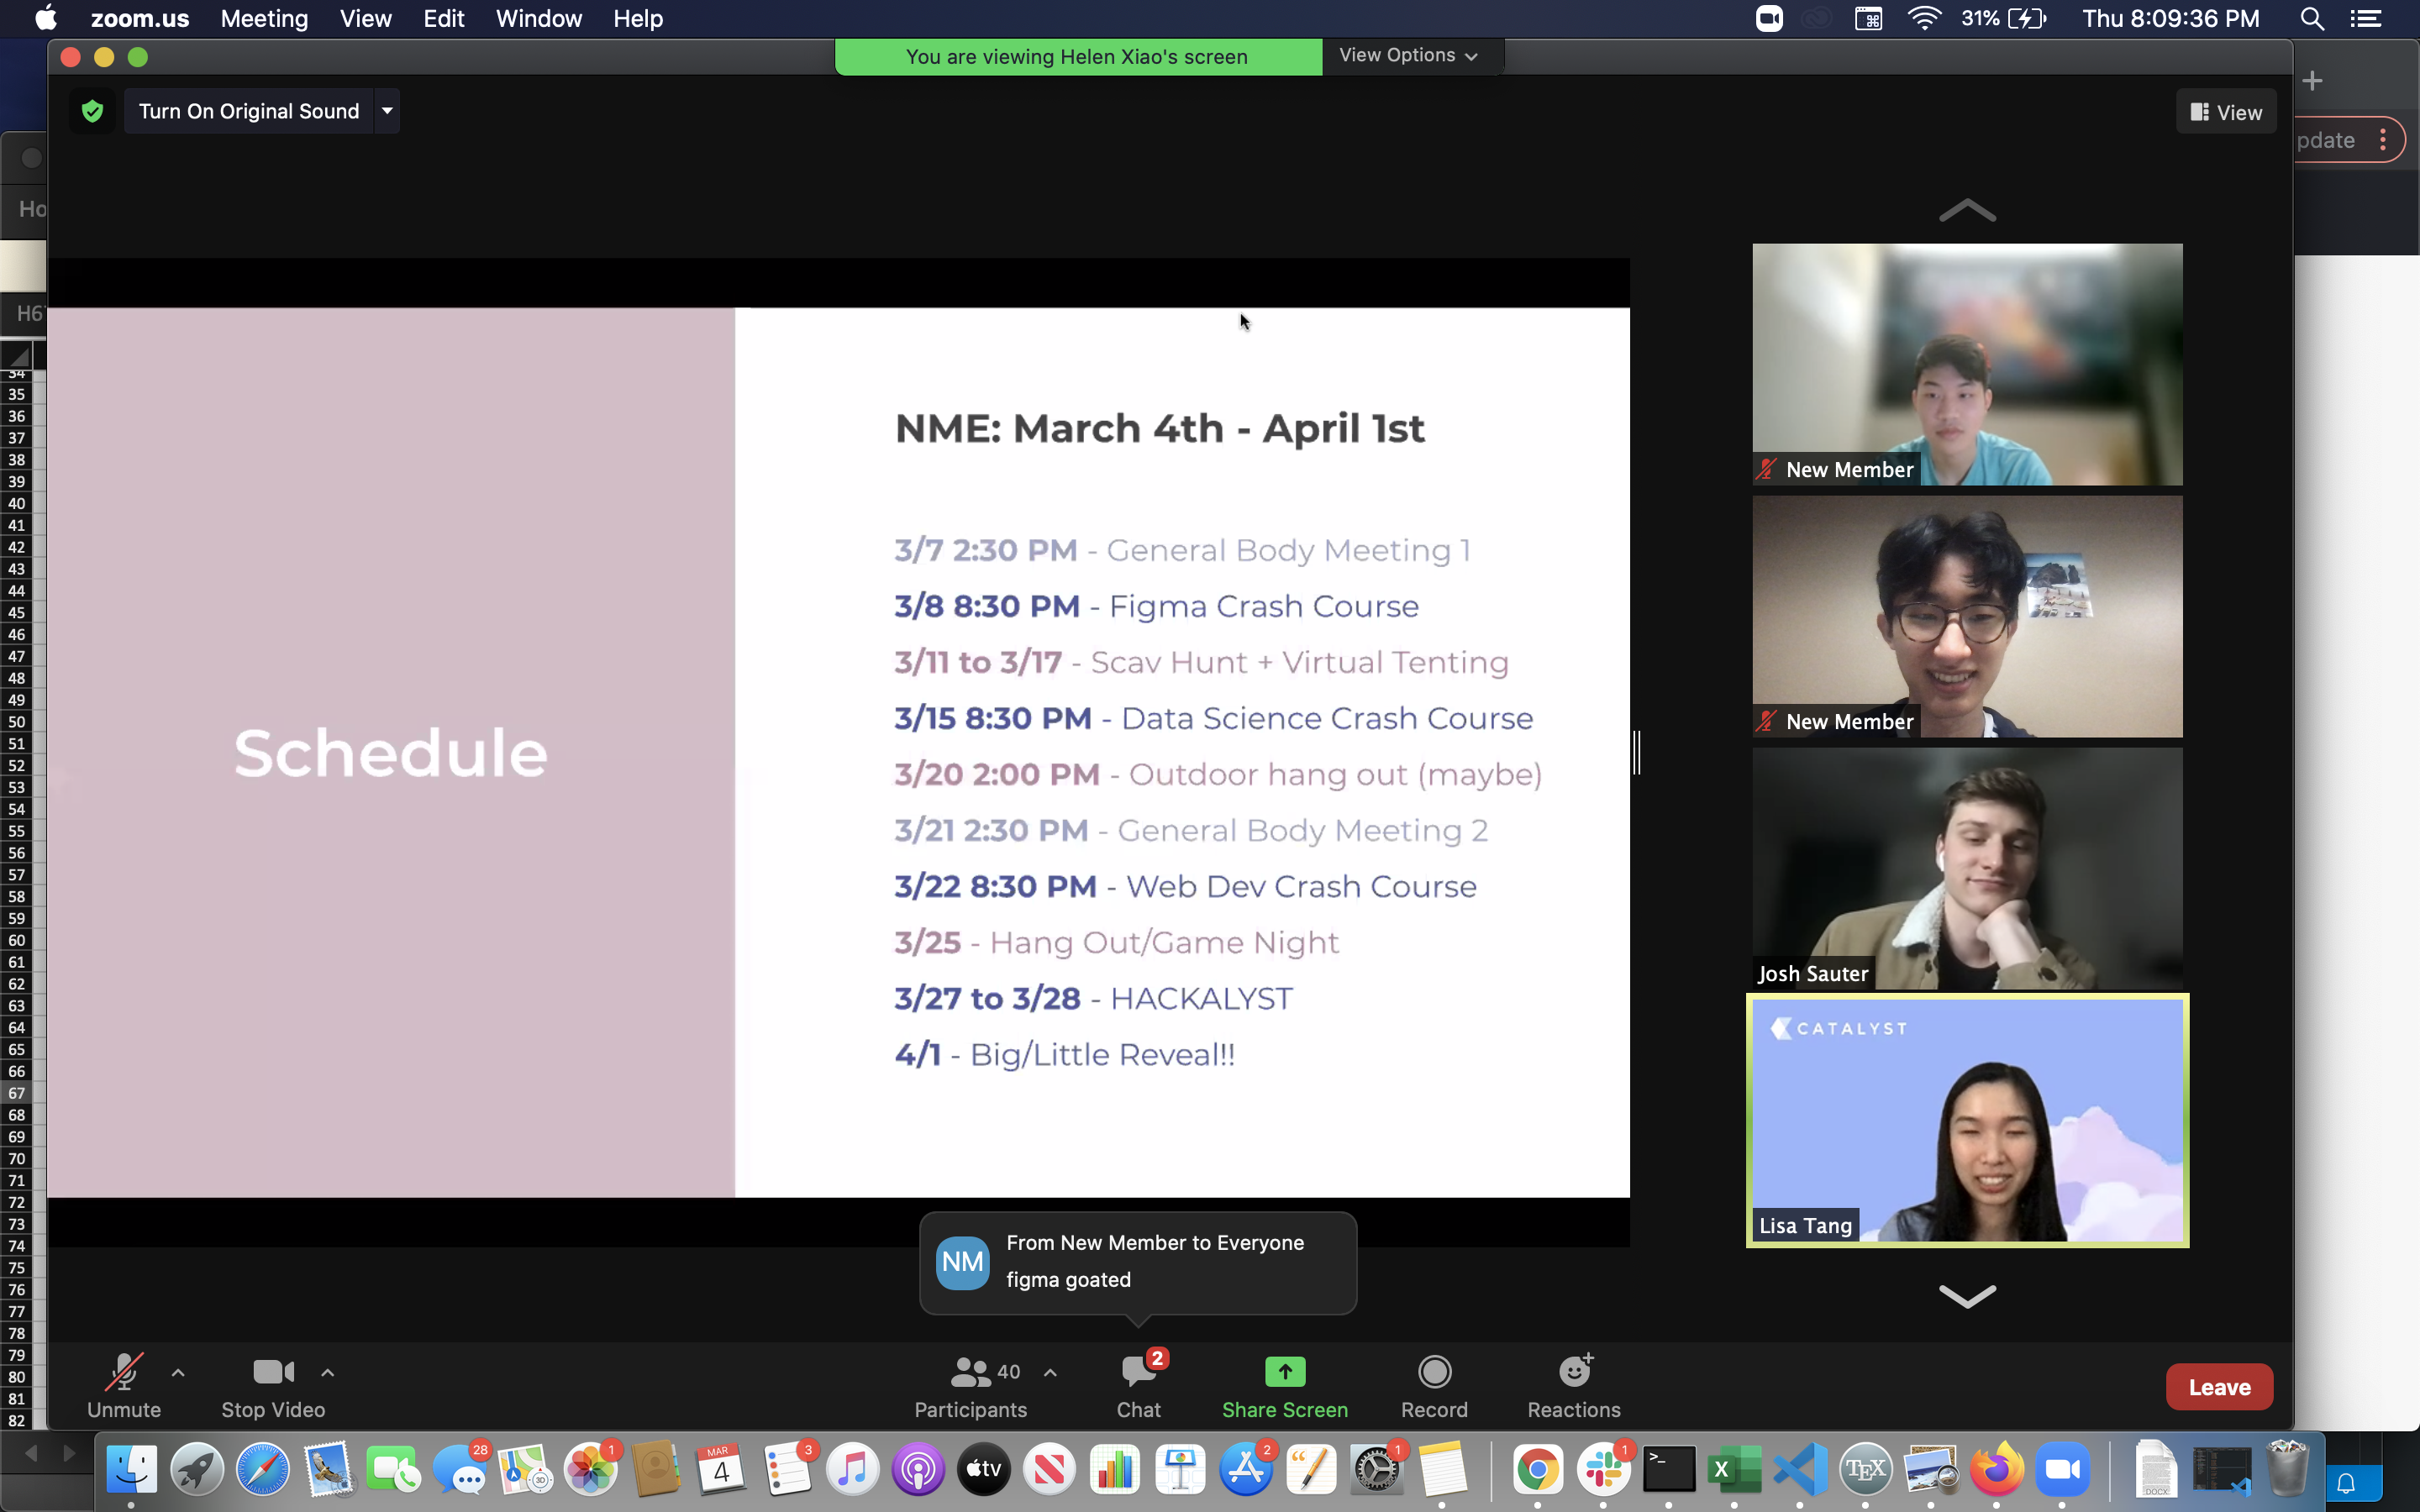 zoom.us Meeting View Edit Window Help
31% Thu 8:09:36 PM
You are viewing Helen Xiao's screen View Options
Turn On Original Sound
View
pdate
Ho
H6
NME: March 4th - April 1st
Schedule
3/7 2:30 PM - General Body Meeting 1
3/8 8:30 PM - Figma Crash Course
3/11 to 3/17 - Scav Hunt + Virtual Tenting
3/15 8:30 PM - Data Science Crash Course
3/20 2:00 PM - Outdoor hang out (maybe)
3/21 2:30 PM - General Body Meeting 2
3/22 8:30 PM - Web Dev Crash Course
3/25 - Hang Out/Game Night
3/27 to 3/28 - HACKALYST
4/1 - Big/Little Reveal!!
New Member
New Member
Josh Sauter
CATALYST
Lisa Tang
34
35
36
37
38
39
40
41
42
43
44
45
46
47
48
49
50
51
52
53
54
55
56
57
58
59
60
61
62
63
64
65
66
67
68
69
70
71
72
73
74
75
76
77
78
79
80
81
82
NM
From New Member to Everyone
figma goated
Unmute
Stop Video
40
Participants
2
Chat
Share Screen
Record
Reactions
Leave
28
3D
1
MAR
4
3
tv
2
1
1
>_
X
TEX
DOCX